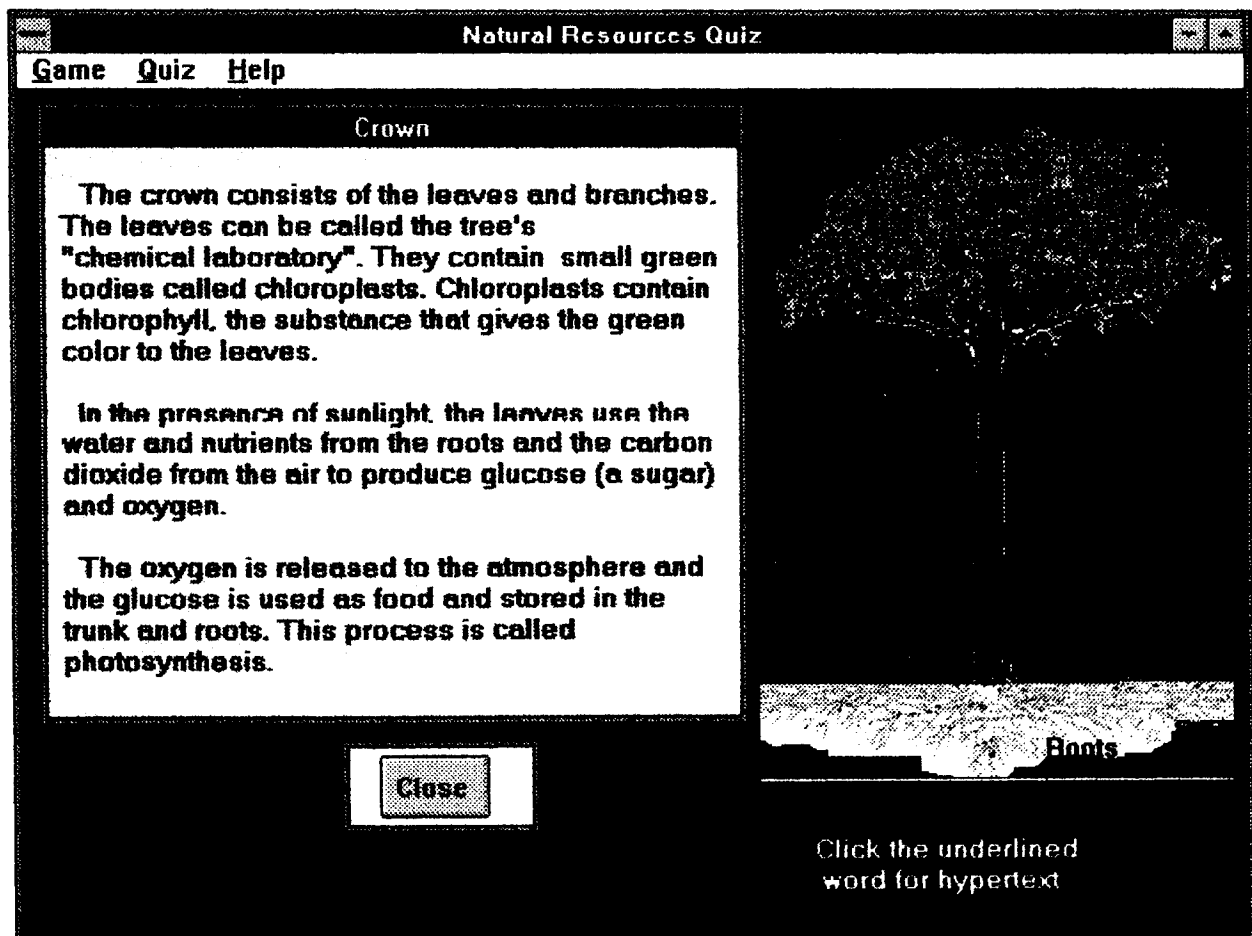 Natural Resources Quiz
Game Quiz Help
Crown
The crown consists of the leaves and branches.
The leaves can be called the tree's
"chemical laboratory". They contain small green
bodies called chloroplasts. Chloroplasts contain
chlorophyll, the substance that gives the green
color to the leaves.
In the presence of sunlight, the leaves use the
water and nutrients from the roots and the carbon
dioxide from the air to produce glucose (a sugar)
and oxygen.
The oxygen is released to the atmosphere and
the glucose is used as food and stored in the
trunk and roots. This process is called
photosynthesis.
Close
Roots
Click the underlined
word for hypertext